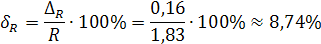 δ_R = Δ_R/R · 100% = 0,16/1,83 · 100% ≈ 8,74%